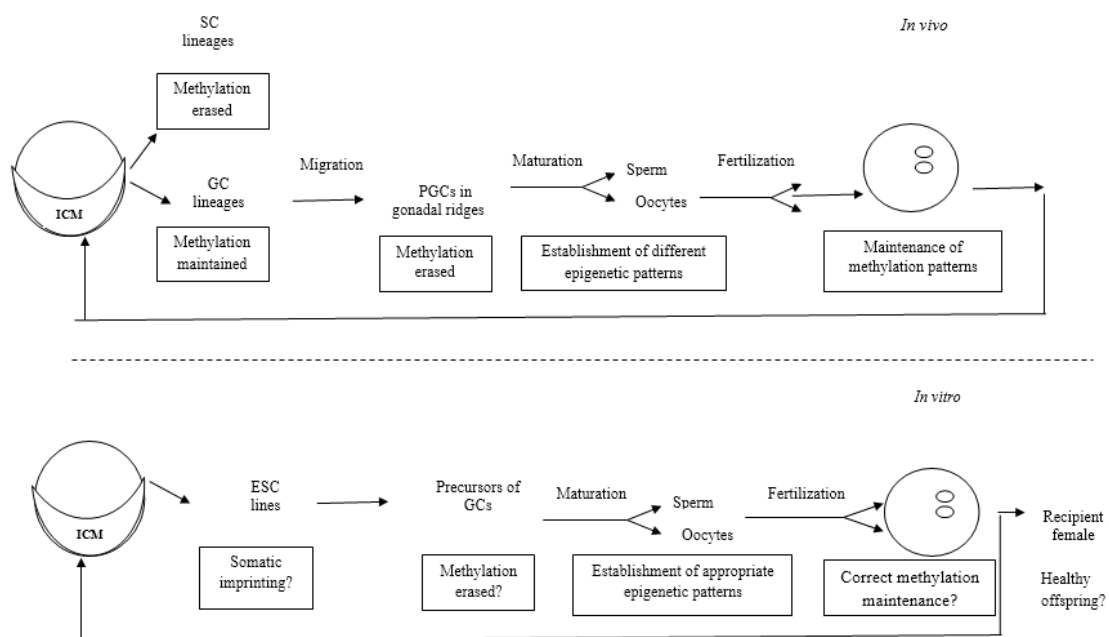 SC
lineages
In vivo
Methylation
erased
ICM
GC
lineages
Methylation
maintained
Migration
PGCs in
gonadal ridges
Methylation
erased
Maturation
Sperm
Oocytes
Establishment of different
epigenetic patterns
Fertilization
Maintenance of
methylation patterns
In vitro
ICM
ESC
lines
Somatic
imprinting?
Precursors of
GCs
Methylation
erased?
Maturation
Sperm
Oocytes
Establishment of appropriate
epigenetic patterns
Fertilization
Correct methylation
maintenance?
Recipient
female
Healthy
offspring?